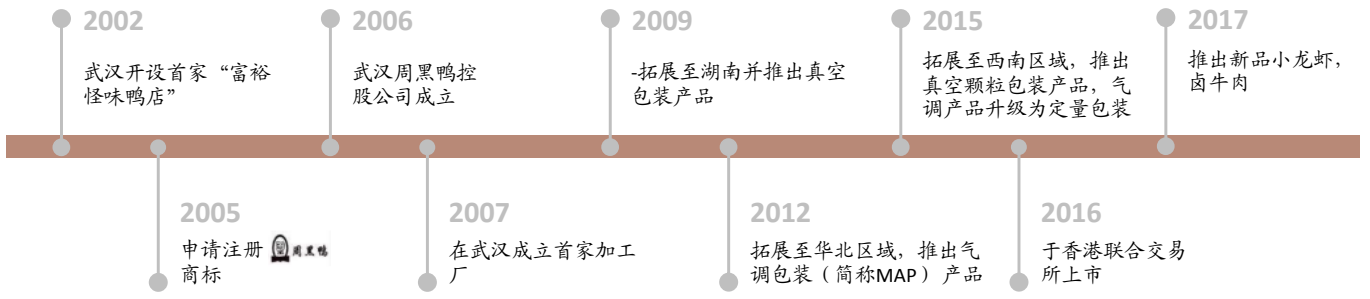 2002
武汉开设首家“富裕
怪味鸭店”
2005
申请注册 周黑鸭
商标
2006
武汉周黑鸭控
股公司成立
2007
在武汉成立首家加工
厂
2009
-拓展至湖南并推出真空
包装产品
2012
拓展至华北区域，推出气
调包装（简称MAP）产品
2015
拓展至西南区域，推出
真空颗粒包装产品，气
调产品升级为定量包装
2016
于香港联合交易
所上市
2017
推出新品小龙虾，
卤牛肉